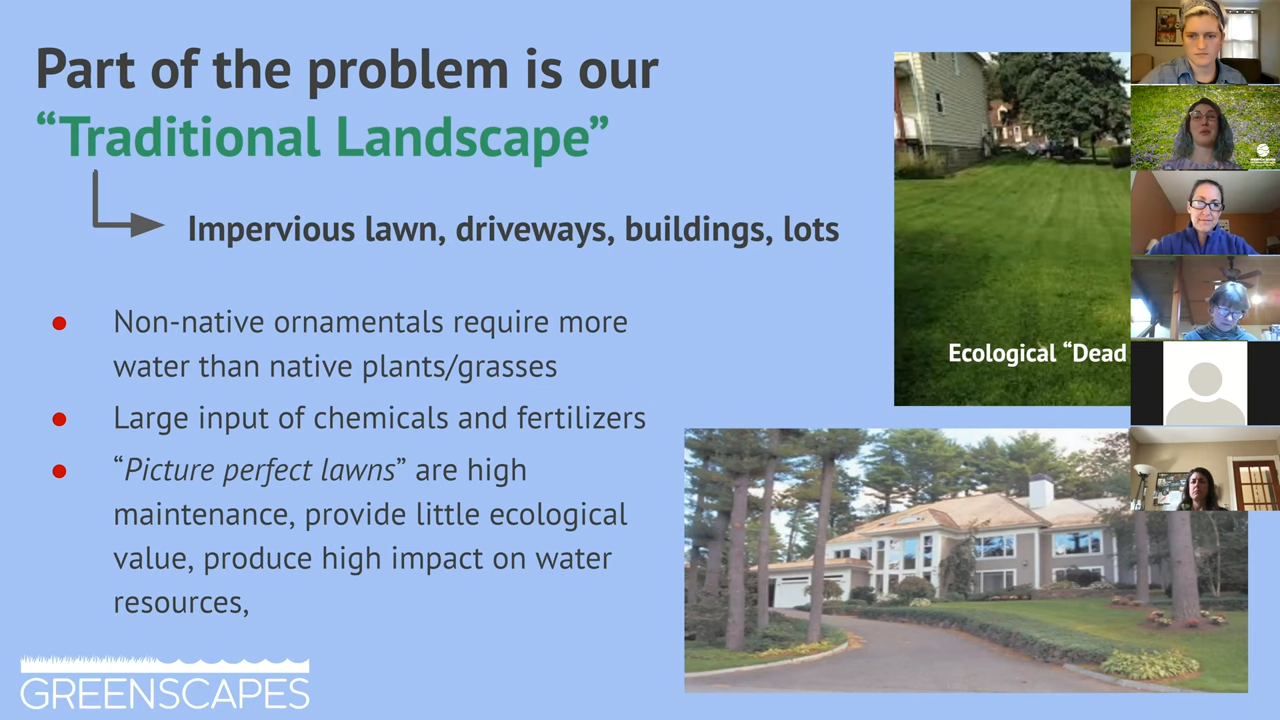 Part of the problem is our
“Traditional Landscape”
Impervious lawn, driveways, buildings, lots
● Non-native ornamentals require more
water than native plants/grasses
● Large input of chemicals and fertilizers
● “Picture perfect lawns” are high
maintenance, provide little ecological
value, produce high impact on water
resources,
Ecological “Dead
GREENSCAPES